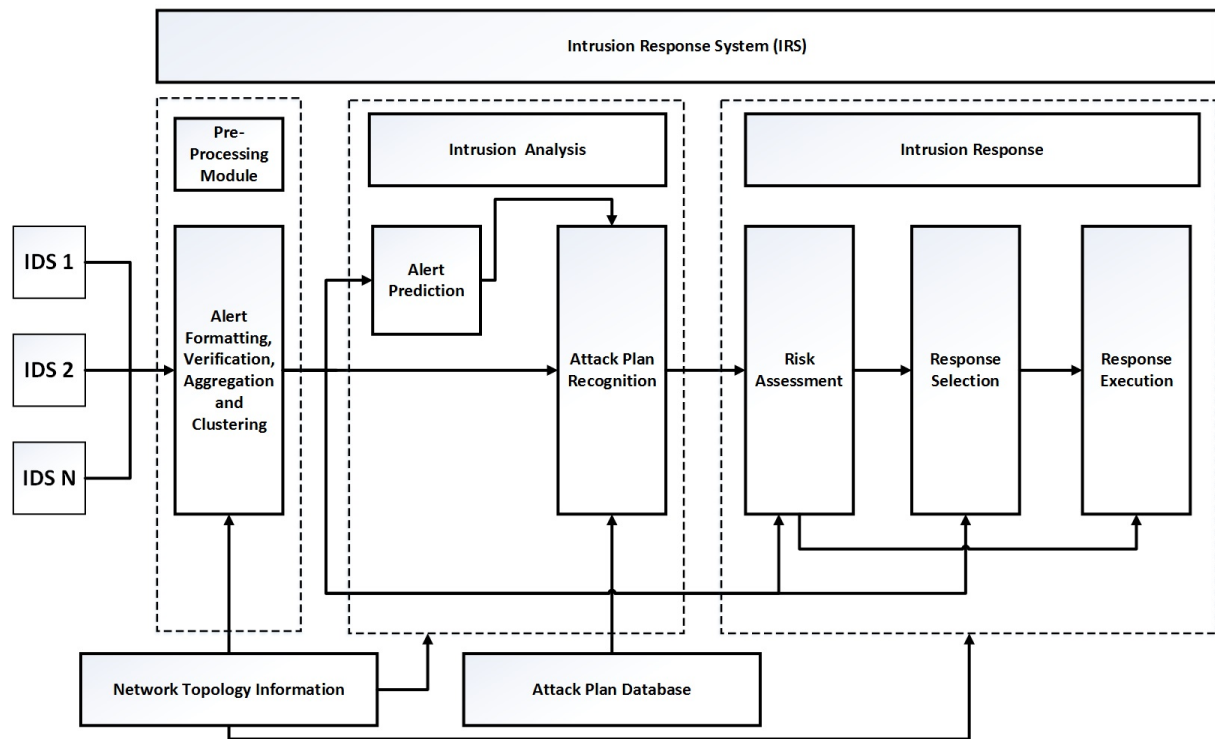 Intrusion Response System (IRS)
Pre-
Processing
Module
Intrusion Analysis
Intrusion Response
IDS 1
IDS 2
IDS N
Alert
Formatting,
Verification,
Aggregation
and
Clustering
Alert
Prediction
Attack Plan
Recognition
Risk
Assessment
Response
Selection
Response
Execution
Network Topology Information
Attack Plan Database